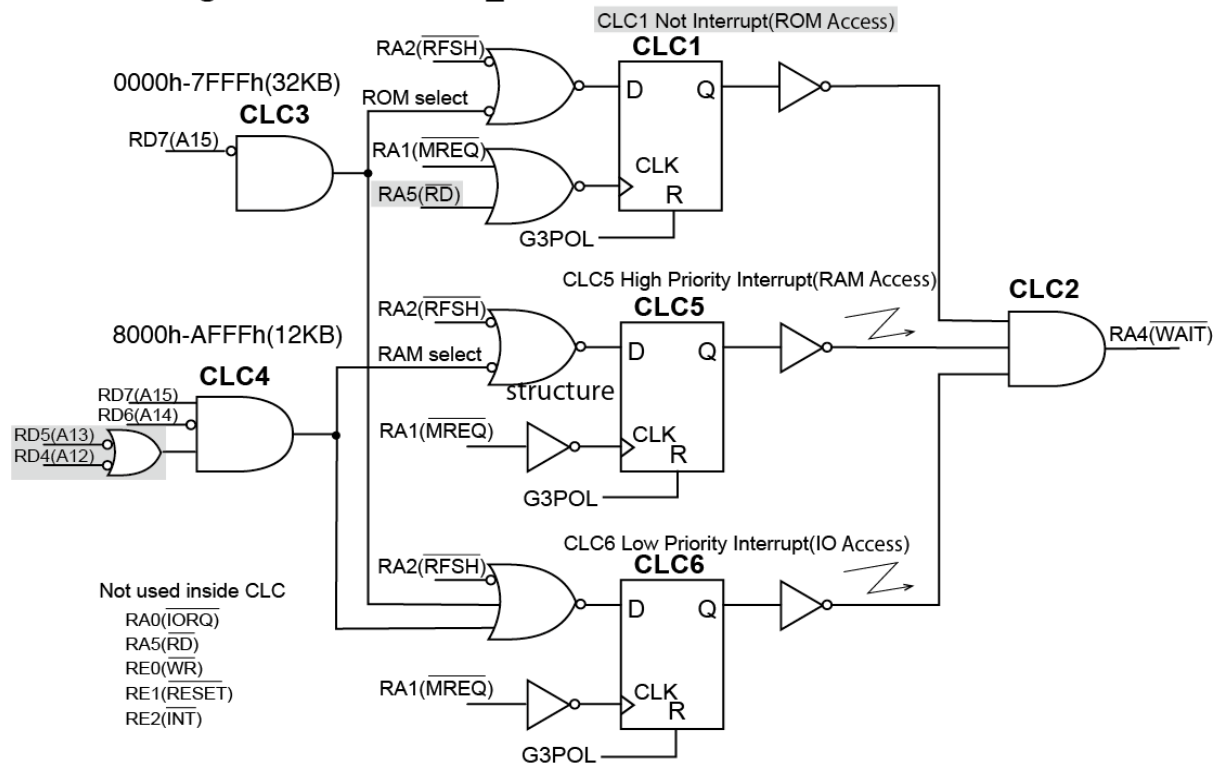 CLC1 Not Interrupt(ROM Access)
RA2(RFSH)
CLC1
0000h-7FFFh(32KB)
CLC3
ROM select
D
Q
RD7(A15)
RA1(MREQ)
CLK
RA5(RD)
R
G3POL
CLC5 High Priority Interrupt(RAM Access)
RA2(RFSH)
CLC5
CLC2
8000h-AFFFh(12KB)
RAM select
D
Q
RA4(WAIT)
CLC4
structure
RD7(A15)
RD6(A14)
RD5(A13)
RD4(A12)
RA1(MREQ)
CLK
R
G3POL
CLC6 Low Priority Interrupt(IO Access)
RA2(RFSH)
CLC6
D
Q
Not used inside CLC
RA0(IORQ)
RA5(RD)
RE0(WR)
RE1(RESET)
RE2(INT)
RA1(MREQ)
CLK
R
G3POL